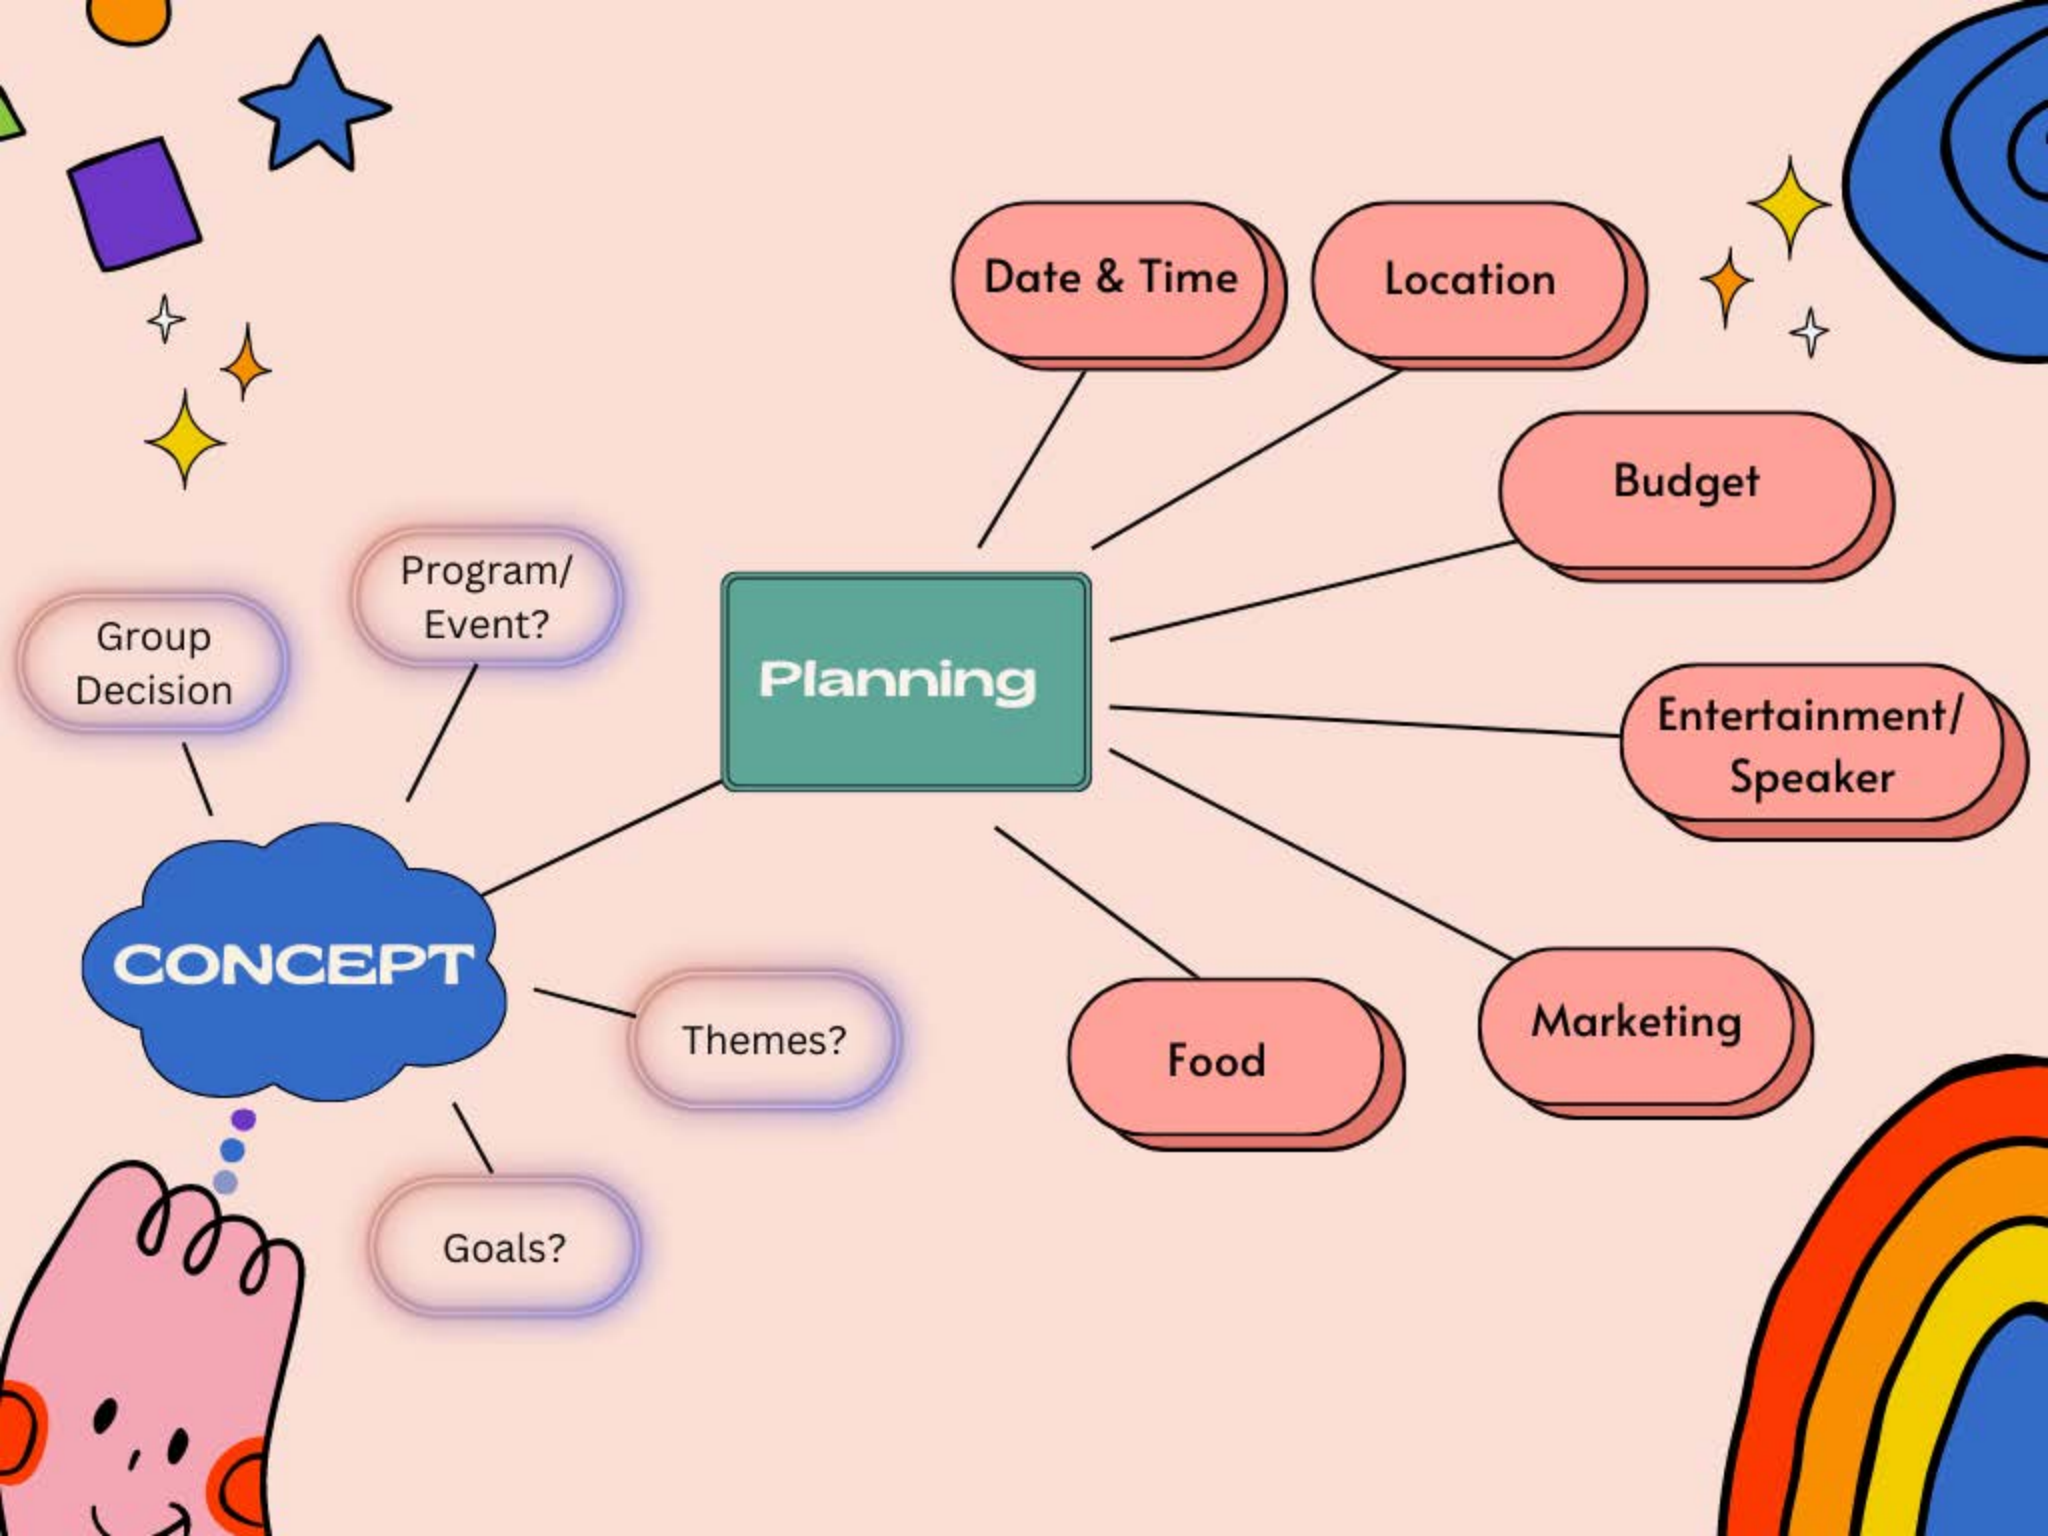 Date & Time
Location
Budget
Program/
Event?
Group
Decision
Planning
Entertainment/
Speaker
CONCEPT
Themes?
Food
Marketing
Goals?